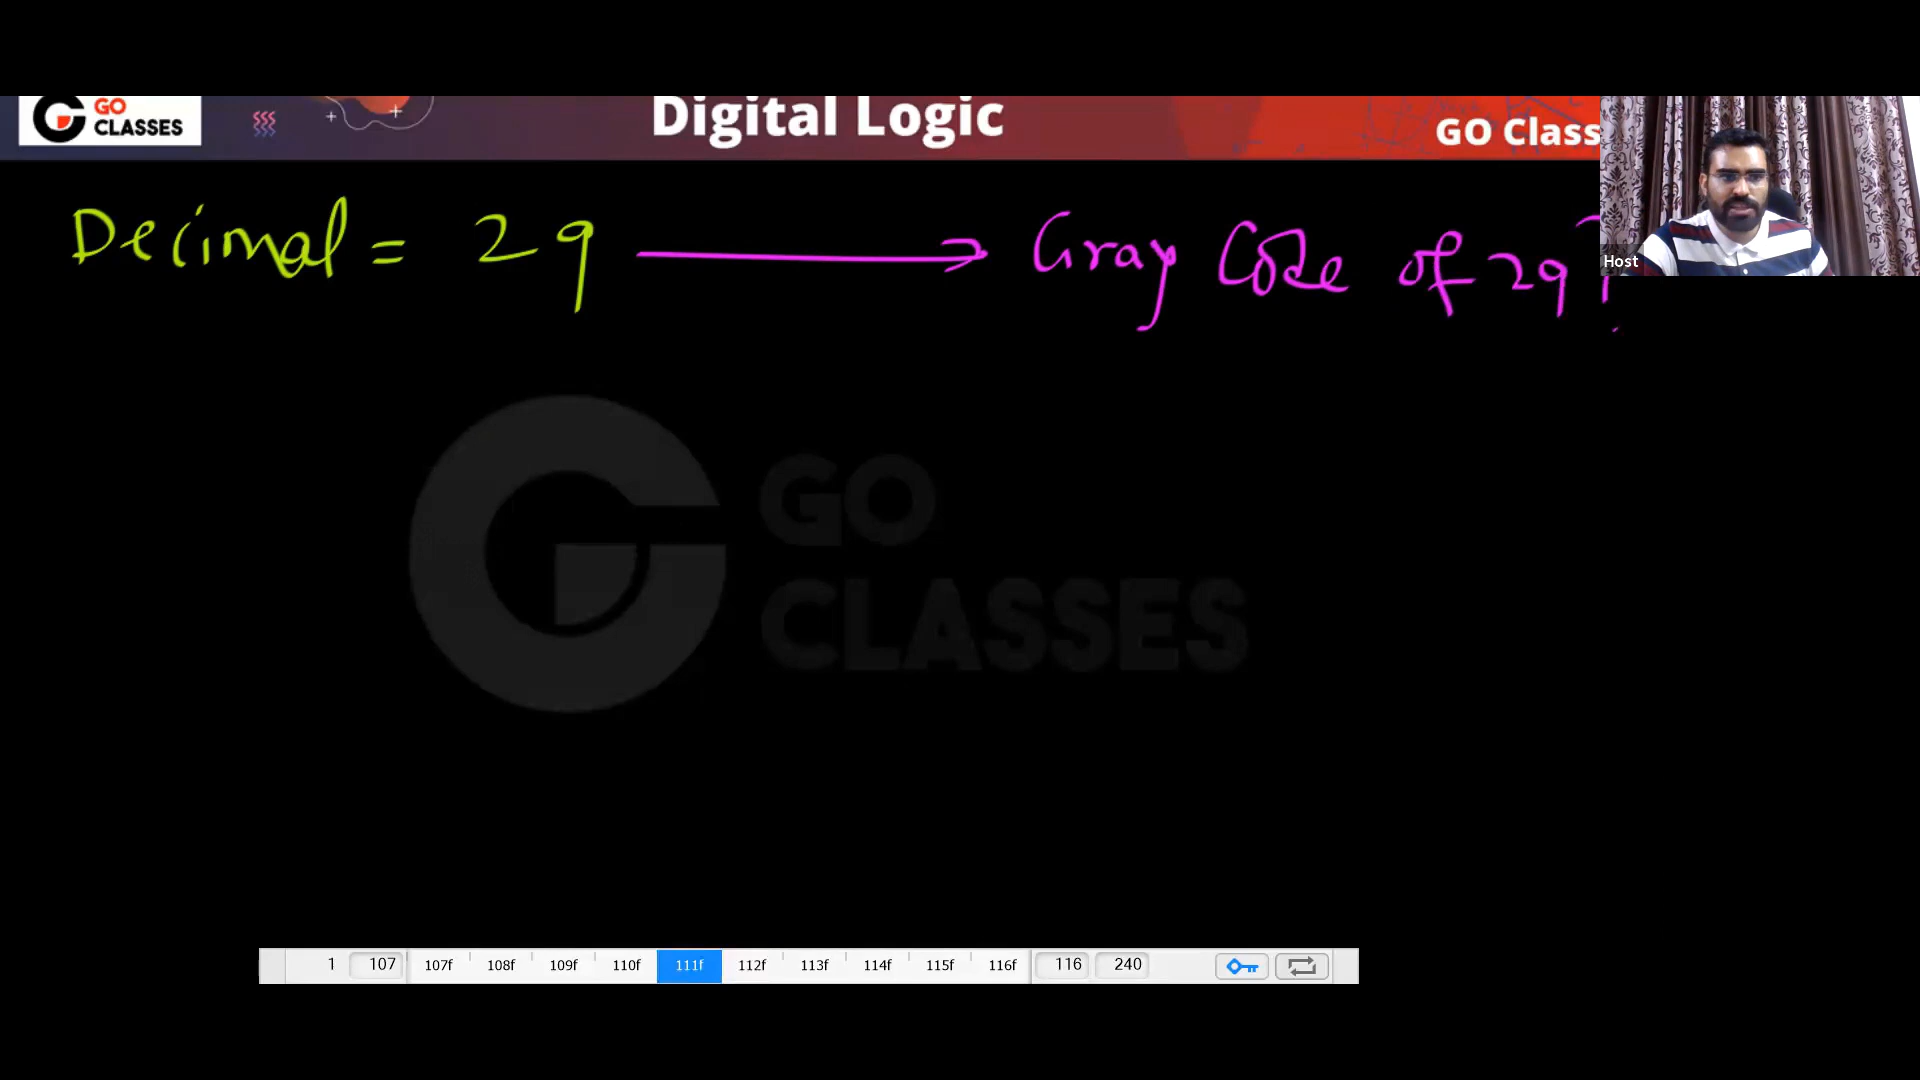 GO
CLASSES
Digital Logic
GO Class
Host
Decimal = 29 → Gray Code of 29 ?
GO
CLASSES
1 107 107f 108f 109f 110f 111f 112f 113f 114f 115f 116f 116 240